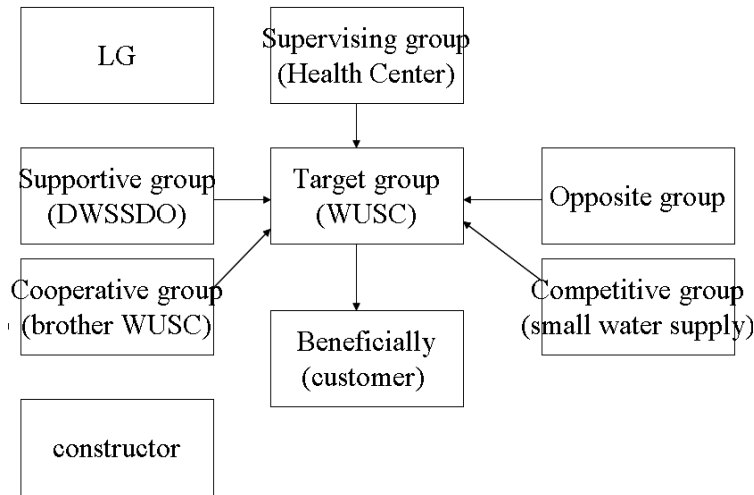 LG
Supervising group
(Health Center)
Supportive group
(DWSSDO)
Target group
(WUSC)
Opposite group
Cooperative group
(brother WUSC)
Competitive group
(small water supply)
Beneficially
(customer)
constructor